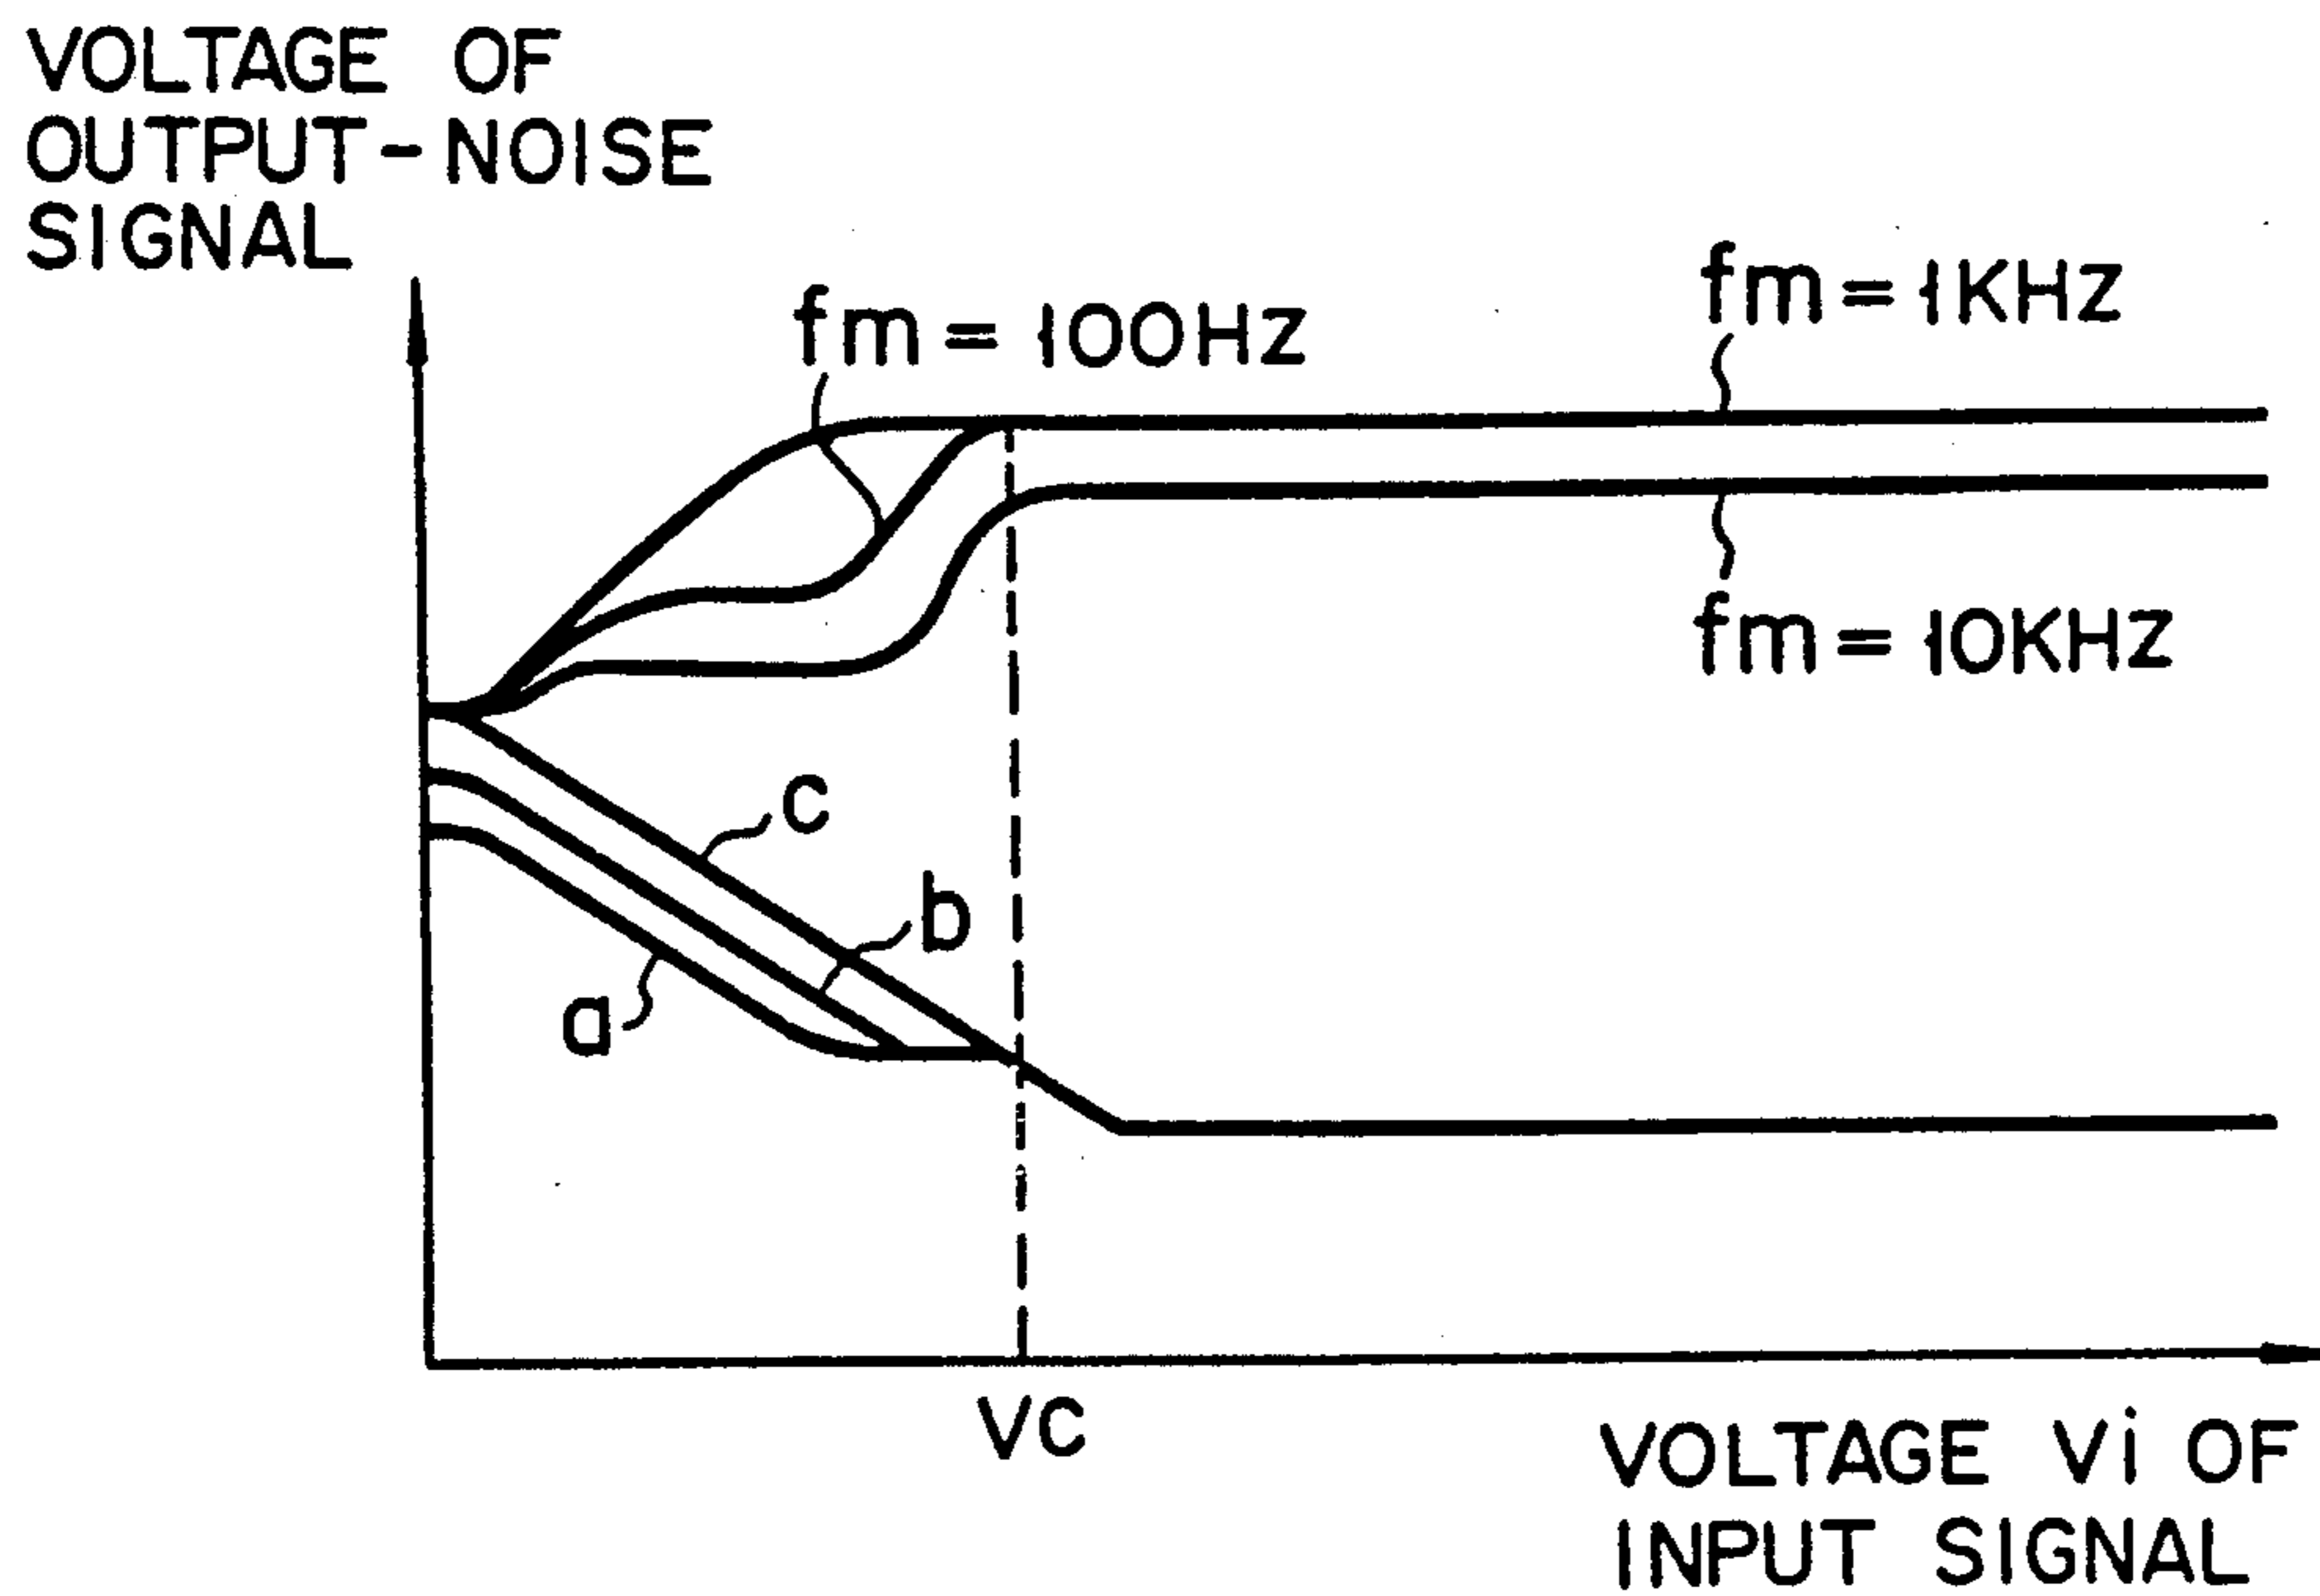 VOLTAGE OF
OUTPUT-NOISE
SIGNAL
fm = 100HZ
fm = 1KHZ
fm = 10KHZ
c
b
a
VC
VOLTAGE Vi OF
INPUT SIGNAL